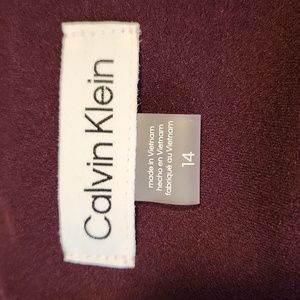 Calvin Klein
made in Vietnam
hecho en Vietnam
fabriqué au Vietnam
14